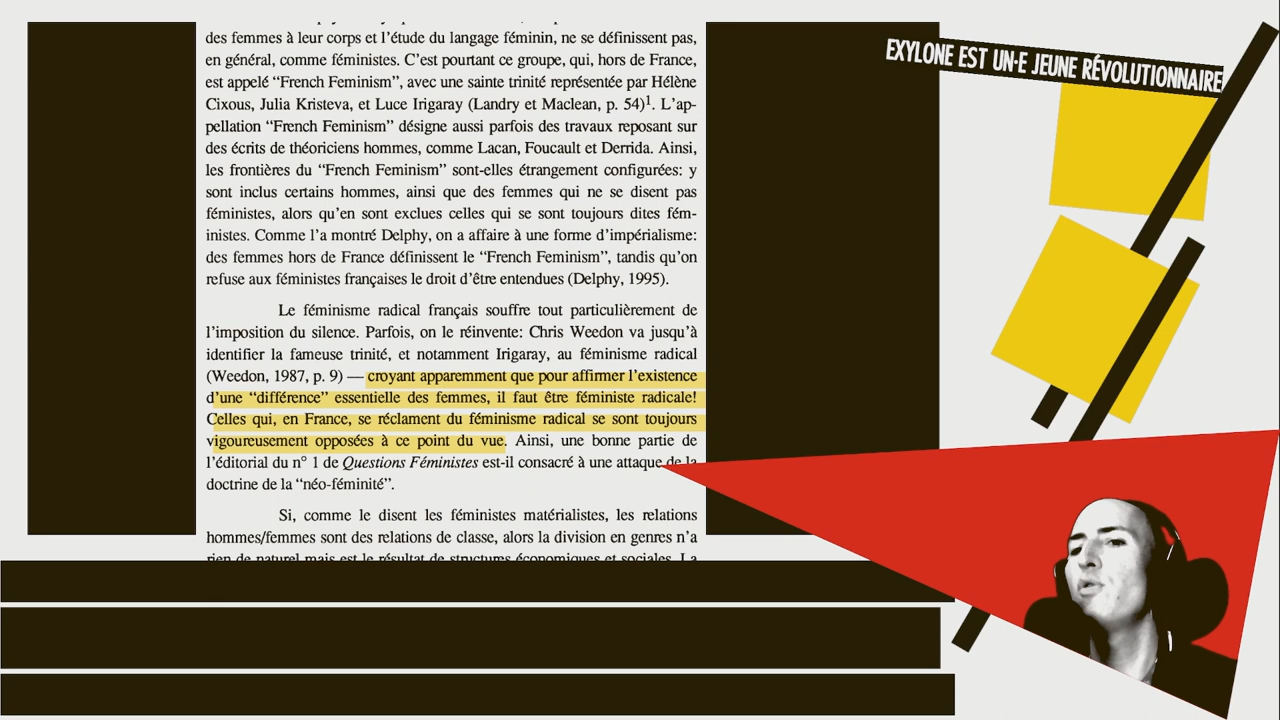 des femmes à leur corps et l’étude du langage féminin, ne se définissent pas,
en général, comme féministes. C’est pourtant ce groupe, qui, hors de France,
est appelé “French Feminism”, avec une sainte trinité représentée par Hélène
Cixous, Julia Kristeva, et Luce Irigaray (Landry et Maclean, p. 54)¹. L’ap-
pellation “French Feminism” désigne aussi parfois des travaux reposant sur
des écrits de théoriciens hommes, comme Lacan, Foucault et Derrida. Ainsi,
les frontières du “French Feminism” sont-elles étrangement configurées: y
sont inclus certains hommes, ainsi que des femmes qui ne se disent pas
féministes, alors qu’en sont exclues celles qui se sont toujours dites fém-
inistes. Comme l’a montré Delphy, on a affaire à une forme d’impérialisme:
des femmes hors de France définissent le “French Feminism”, tandis qu’on
refuse aux féministes françaises le droit d’être entendues (Delphy, 1995).
Le féminisme radical français souffre tout particulièrement de
l’imposition du silence. Parfois, on le réinvente: Chris Weedon va jusqu’à
identifier la fameuse trinité, et notamment Irigaray, au féminisme radical
(Weedon, 1987, p. 9) — croyant apparemment que pour affirmer l’existence
d’une “différence” essentielle des femmes, il faut être féministe radicale!
Celles qui, en France, se réclament du féminisme radical se sont toujours
vigoureusement opposées à ce point du vue. Ainsi, une bonne partie de
l’éditorial du n° 1 de Questions Féministes est-il consacré à une attaque de la
doctrine de la “néo-féminité”.
Si, comme le disent les féministes matérialistes, les relations
hommes/femmes sont des relations de classe, alors la division en genres n’a
rien de naturel mais est le résultat de structures économiques et sociales. La
EXYLONE EST UN·E JEUNE RÉVOLUTIONNAIRE